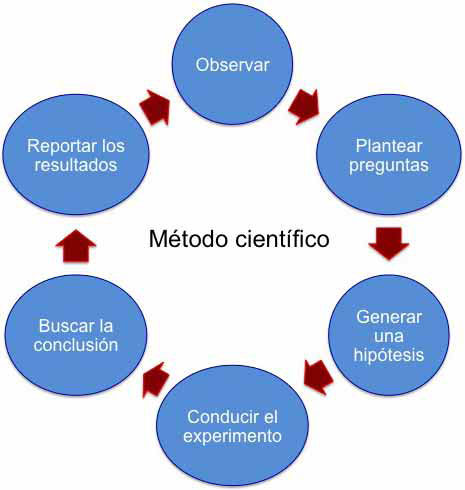 Observar
Plantear
preguntas
Generar
una
hipótesis
Conducir el
experimento
Buscar la
conclusión
Reportar los
resultados
Método científico